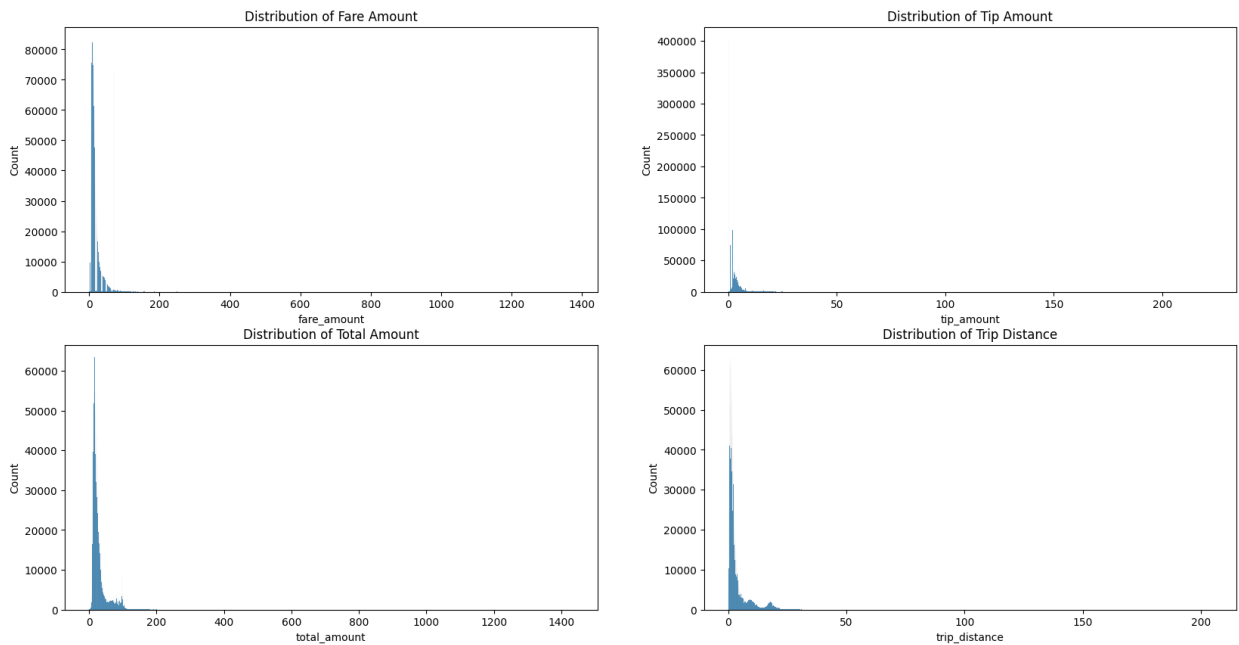 Distribution of Fare Amount
Count
80000
70000
60000
50000
40000
30000
20000
10000
0
0 200 400 600 800 1000 1200 1400
fare_amount
Distribution of Tip Amount
Count
400000
350000
300000
250000
200000
150000
100000
50000
0
0 50 100 150 200
tip_amount
Distribution of Total Amount
Count
60000
50000
40000
30000
20000
10000
0
0 200 400 600 800 1000 1200 1400
total_amount
Distribution of Trip Distance
Count
60000
50000
40000
30000
20000
10000
0
0 50 100 150 200
trip_distance